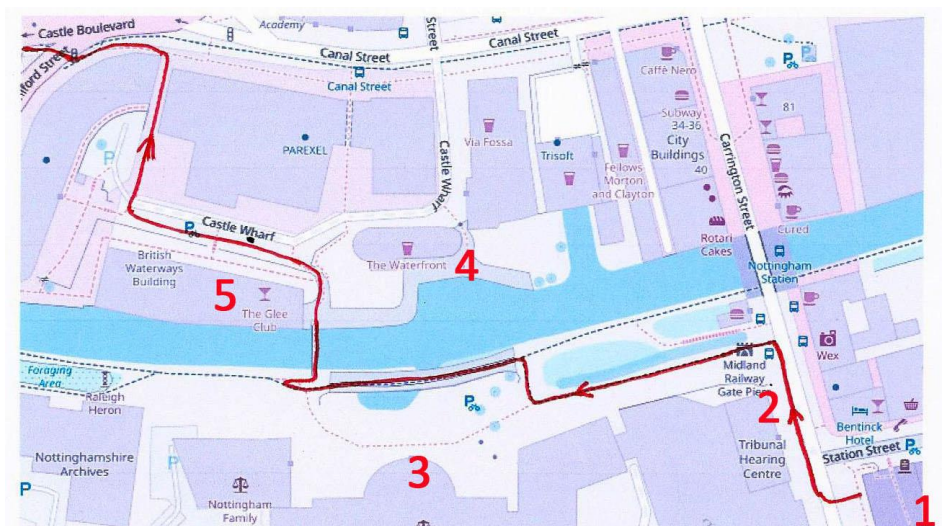 Castle Boulevard
Academy
Street
Canal Street
Canal Street
Canal Street
P
Caffè Nero
Subway
34-36
City
Buildings
40
81
Via Fossa
PAREXEL
Trisoft
Fellows
Morton
and Clayton
Carrington Street
Castle Wharf
P
P
Castle Wharf
Rotari
Cakes
Cured
British
Waterways
Building
The Waterfront
4
Nottingham
Station
5
The Glee
Club
Wex
Foraging
Area
Raleigh
Heron
P
Midland
Railway
2
Bentinck
Hotel
P
Station Street
Tribunal
Hearing
Centre
Nottinghamshire
Archives
P
3
P
Nottingham
Family
1